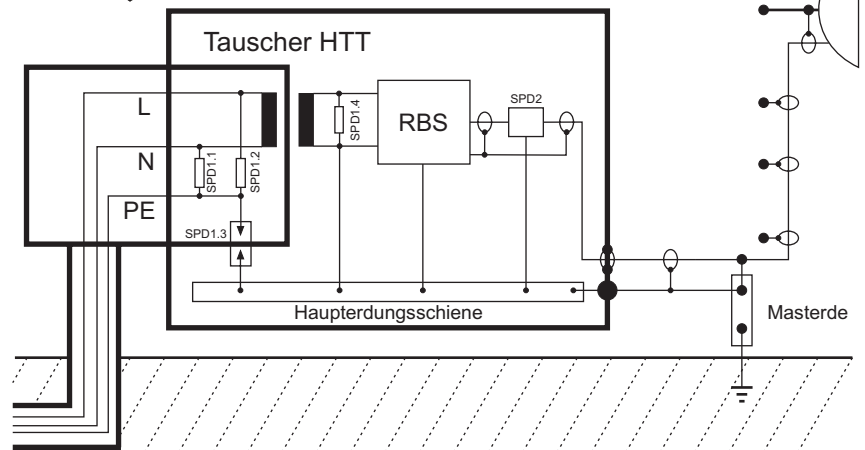 Tauscher HTT
L
N
PE
SPD1.1
SPD1.2
SPD1.3
SPD1.4
RBS
SPD2
Haupterdungsschiene
Masterde